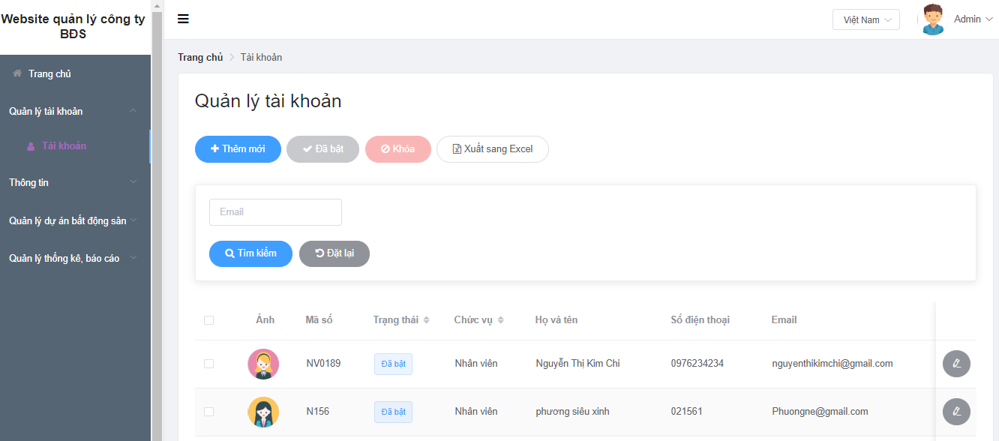 Website quản lý công ty
BĐS
Việt Nam
Admin
Trang chủ
Quản lý tài khoản
Tài khoản
Thông tin
Quản lý dự án bất động sản
Quản lý thống kê, báo cáo
Trang chủ > Tài khoản
Quản lý tài khoản
Thêm mới
Đã bật
Khóa
Xuất sang Excel
Email
Tìm kiếm
Đặt lại
Ảnh Mã số Trạng thái Chức vụ Họ và tên Số điện thoại Email
NV0189 Đã bật Nhân viên Nguyễn Thị Kim Chi 0976234234 nguyenthikimchi@gmail.com
N156 Đã bật Nhân viên phương siêu xinh 021561 Phuongne@gmail.com